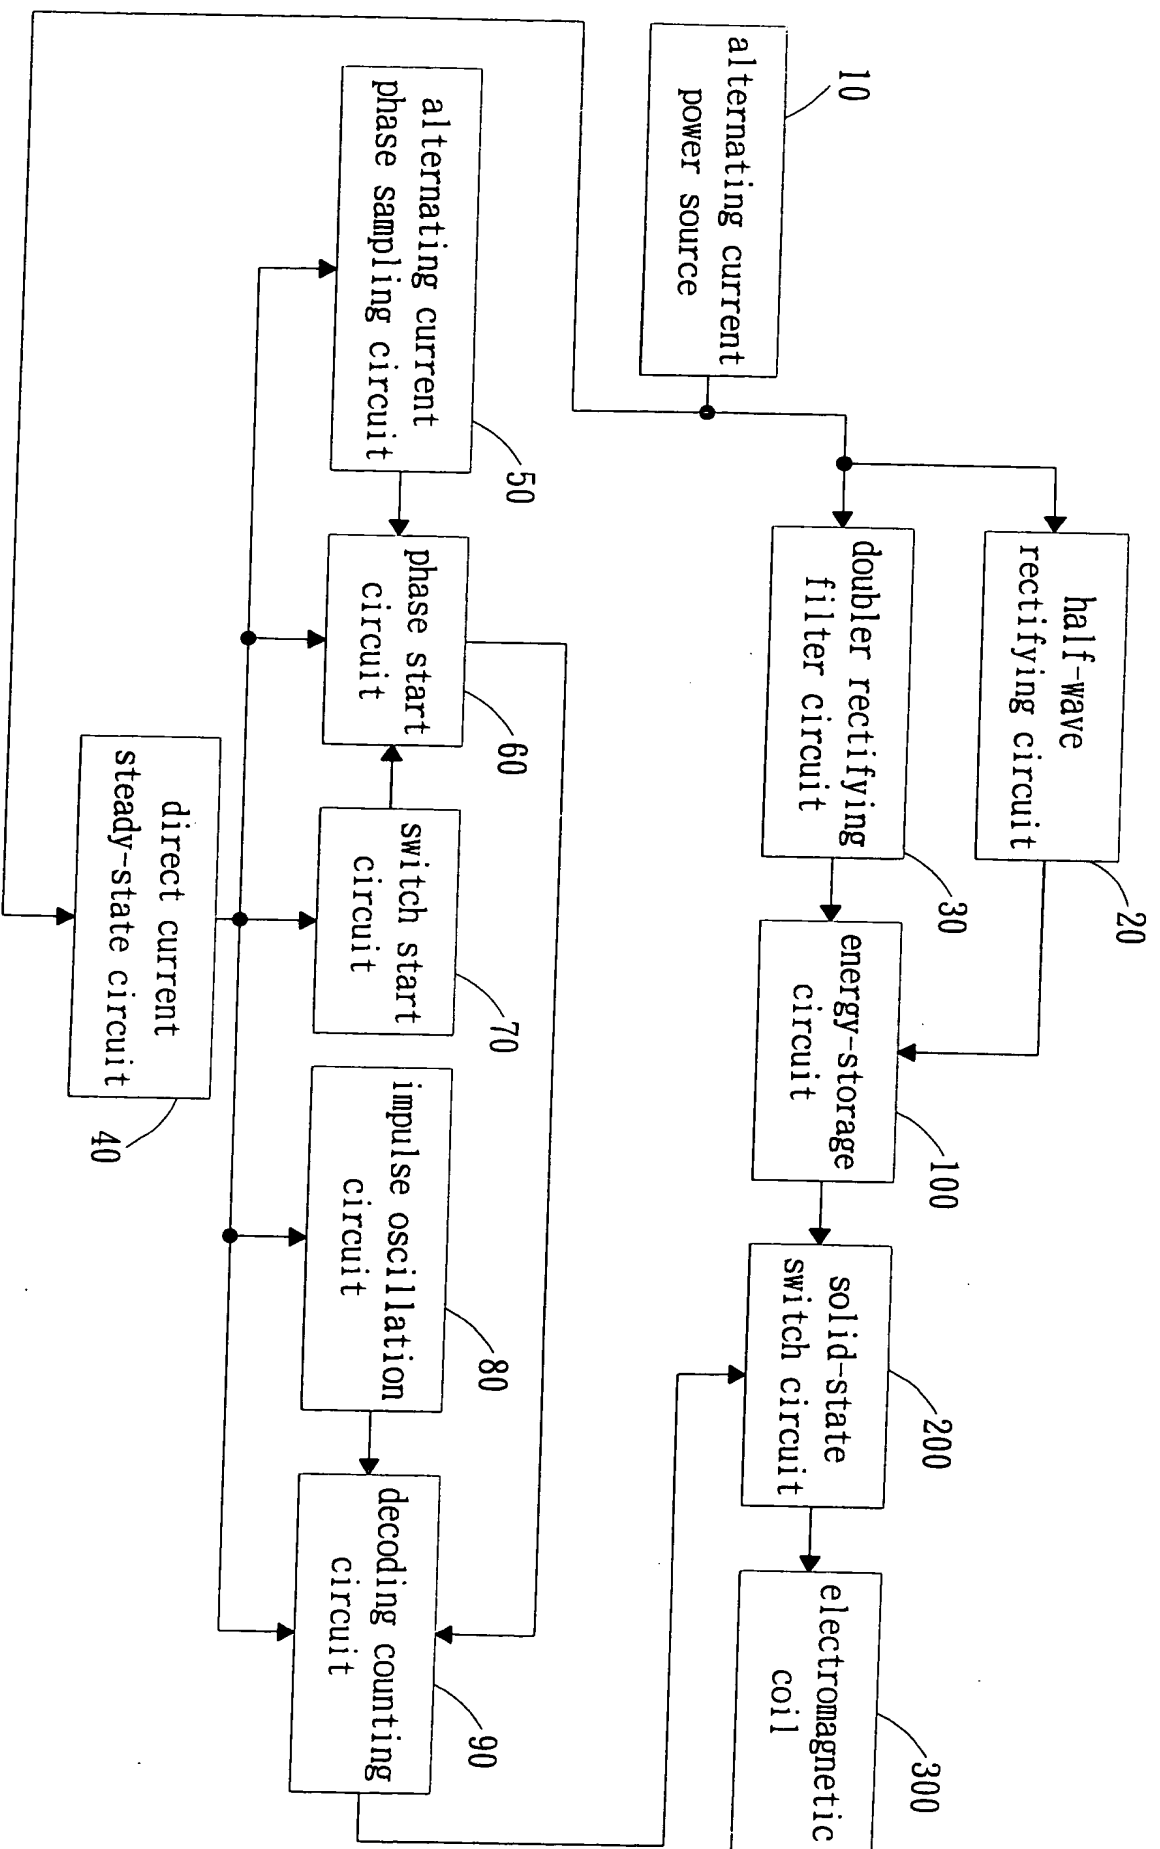 10
alternating current
power source
half-wave
rectifying circuit
20
doubler rectifying
filter circuit
30
energy-storage
circuit
100
solid-state
switch circuit
200
electromagnetic
coil
300
alternating current
phase sampling circuit
50
phase start
circuit
60
switch start
circuit
70
impulse oscillation
circuit
80
decoding counting
circuit
90
direct current
steady-state circuit
40